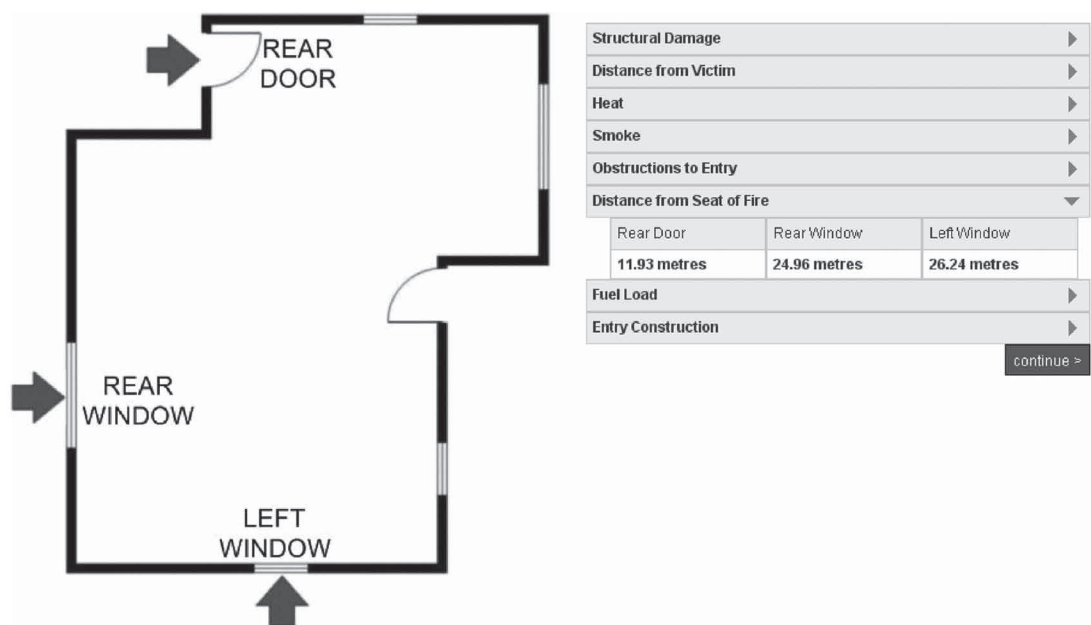 REAR
DOOR
REAR
WINDOW
LEFT
WINDOW
Structural Damage
Distance from Victim
Heat
Smoke
Obstructions to Entry
Distance from Seat of Fire
Rear Door Rear Window Left Window
11.93 metres 24.96 metres 26.24 metres
Fuel Load
Entry Construction
continue >